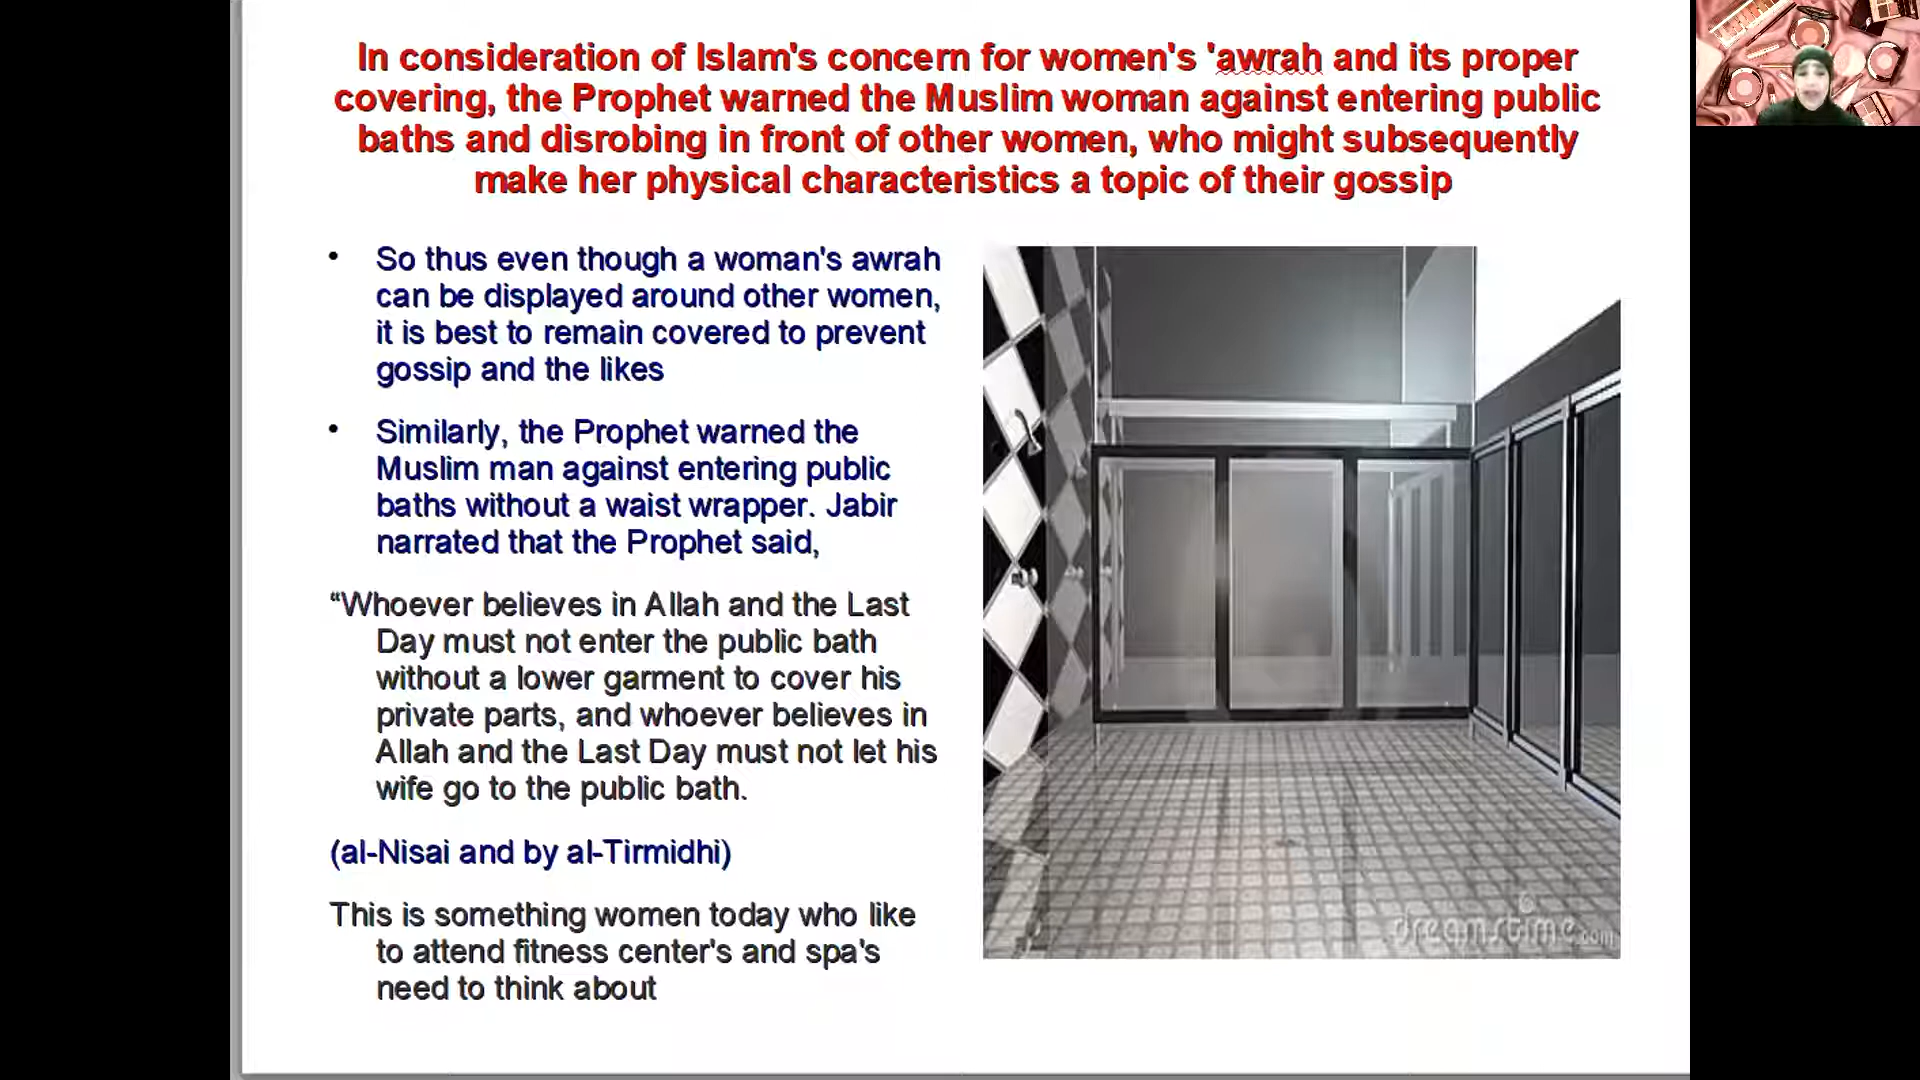 In consideration of Islam's concern for women's 'awrah and its proper
covering, the Prophet warned the Muslim woman against entering public
baths and disrobing in front of other women, who might subsequently
make her physical characteristics a topic of their gossip
• So thus even though a woman's awrah
can be displayed around other women,
it is best to remain covered to prevent
gossip and the likes
• Similarly, the Prophet warned the
Muslim man against entering public
baths without a waist wrapper. Jabir
narrated that the Prophet said,
“Whoever believes in Allah and the Last
Day must not enter the public bath
without a lower garment to cover his
private parts, and whoever believes in
Allah and the Last Day must not let his
wife go to the public bath.
(al-Nisai and by al-Tirmidhi)
This is something women today who like
to attend fitness center's and spa's
need to think about
dreamstime.com